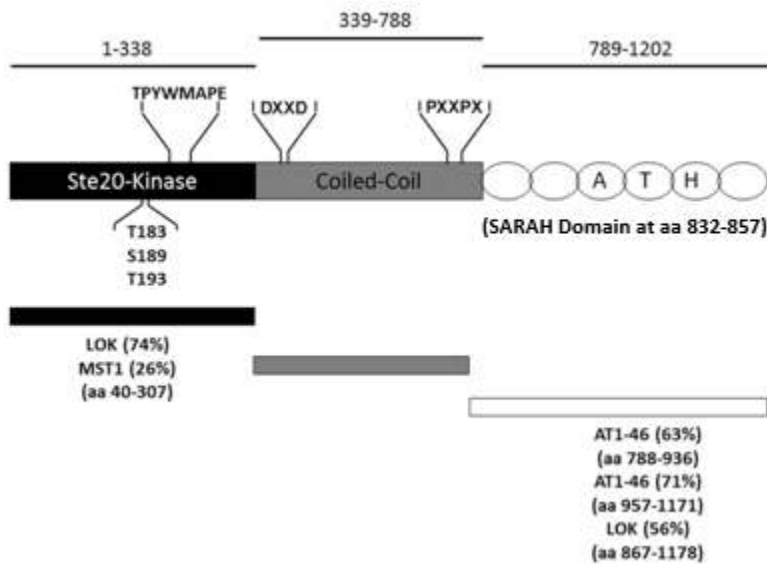 339-788
1-338
789-1202
TPYWMAPE
DXXD
PXXPX
Ste20-Kinase
Coiled-Coil
A T H
(SARAH Domain at aa 832-857)
T183
S189
T193
LOK (74%)
MST1 (26%)
(aa 40-307)
AT1-46 (63%)
(aa 788-936)
AT1-46 (71%)
(aa 957-1171)
LOK (56%)
(aa 867-1178)